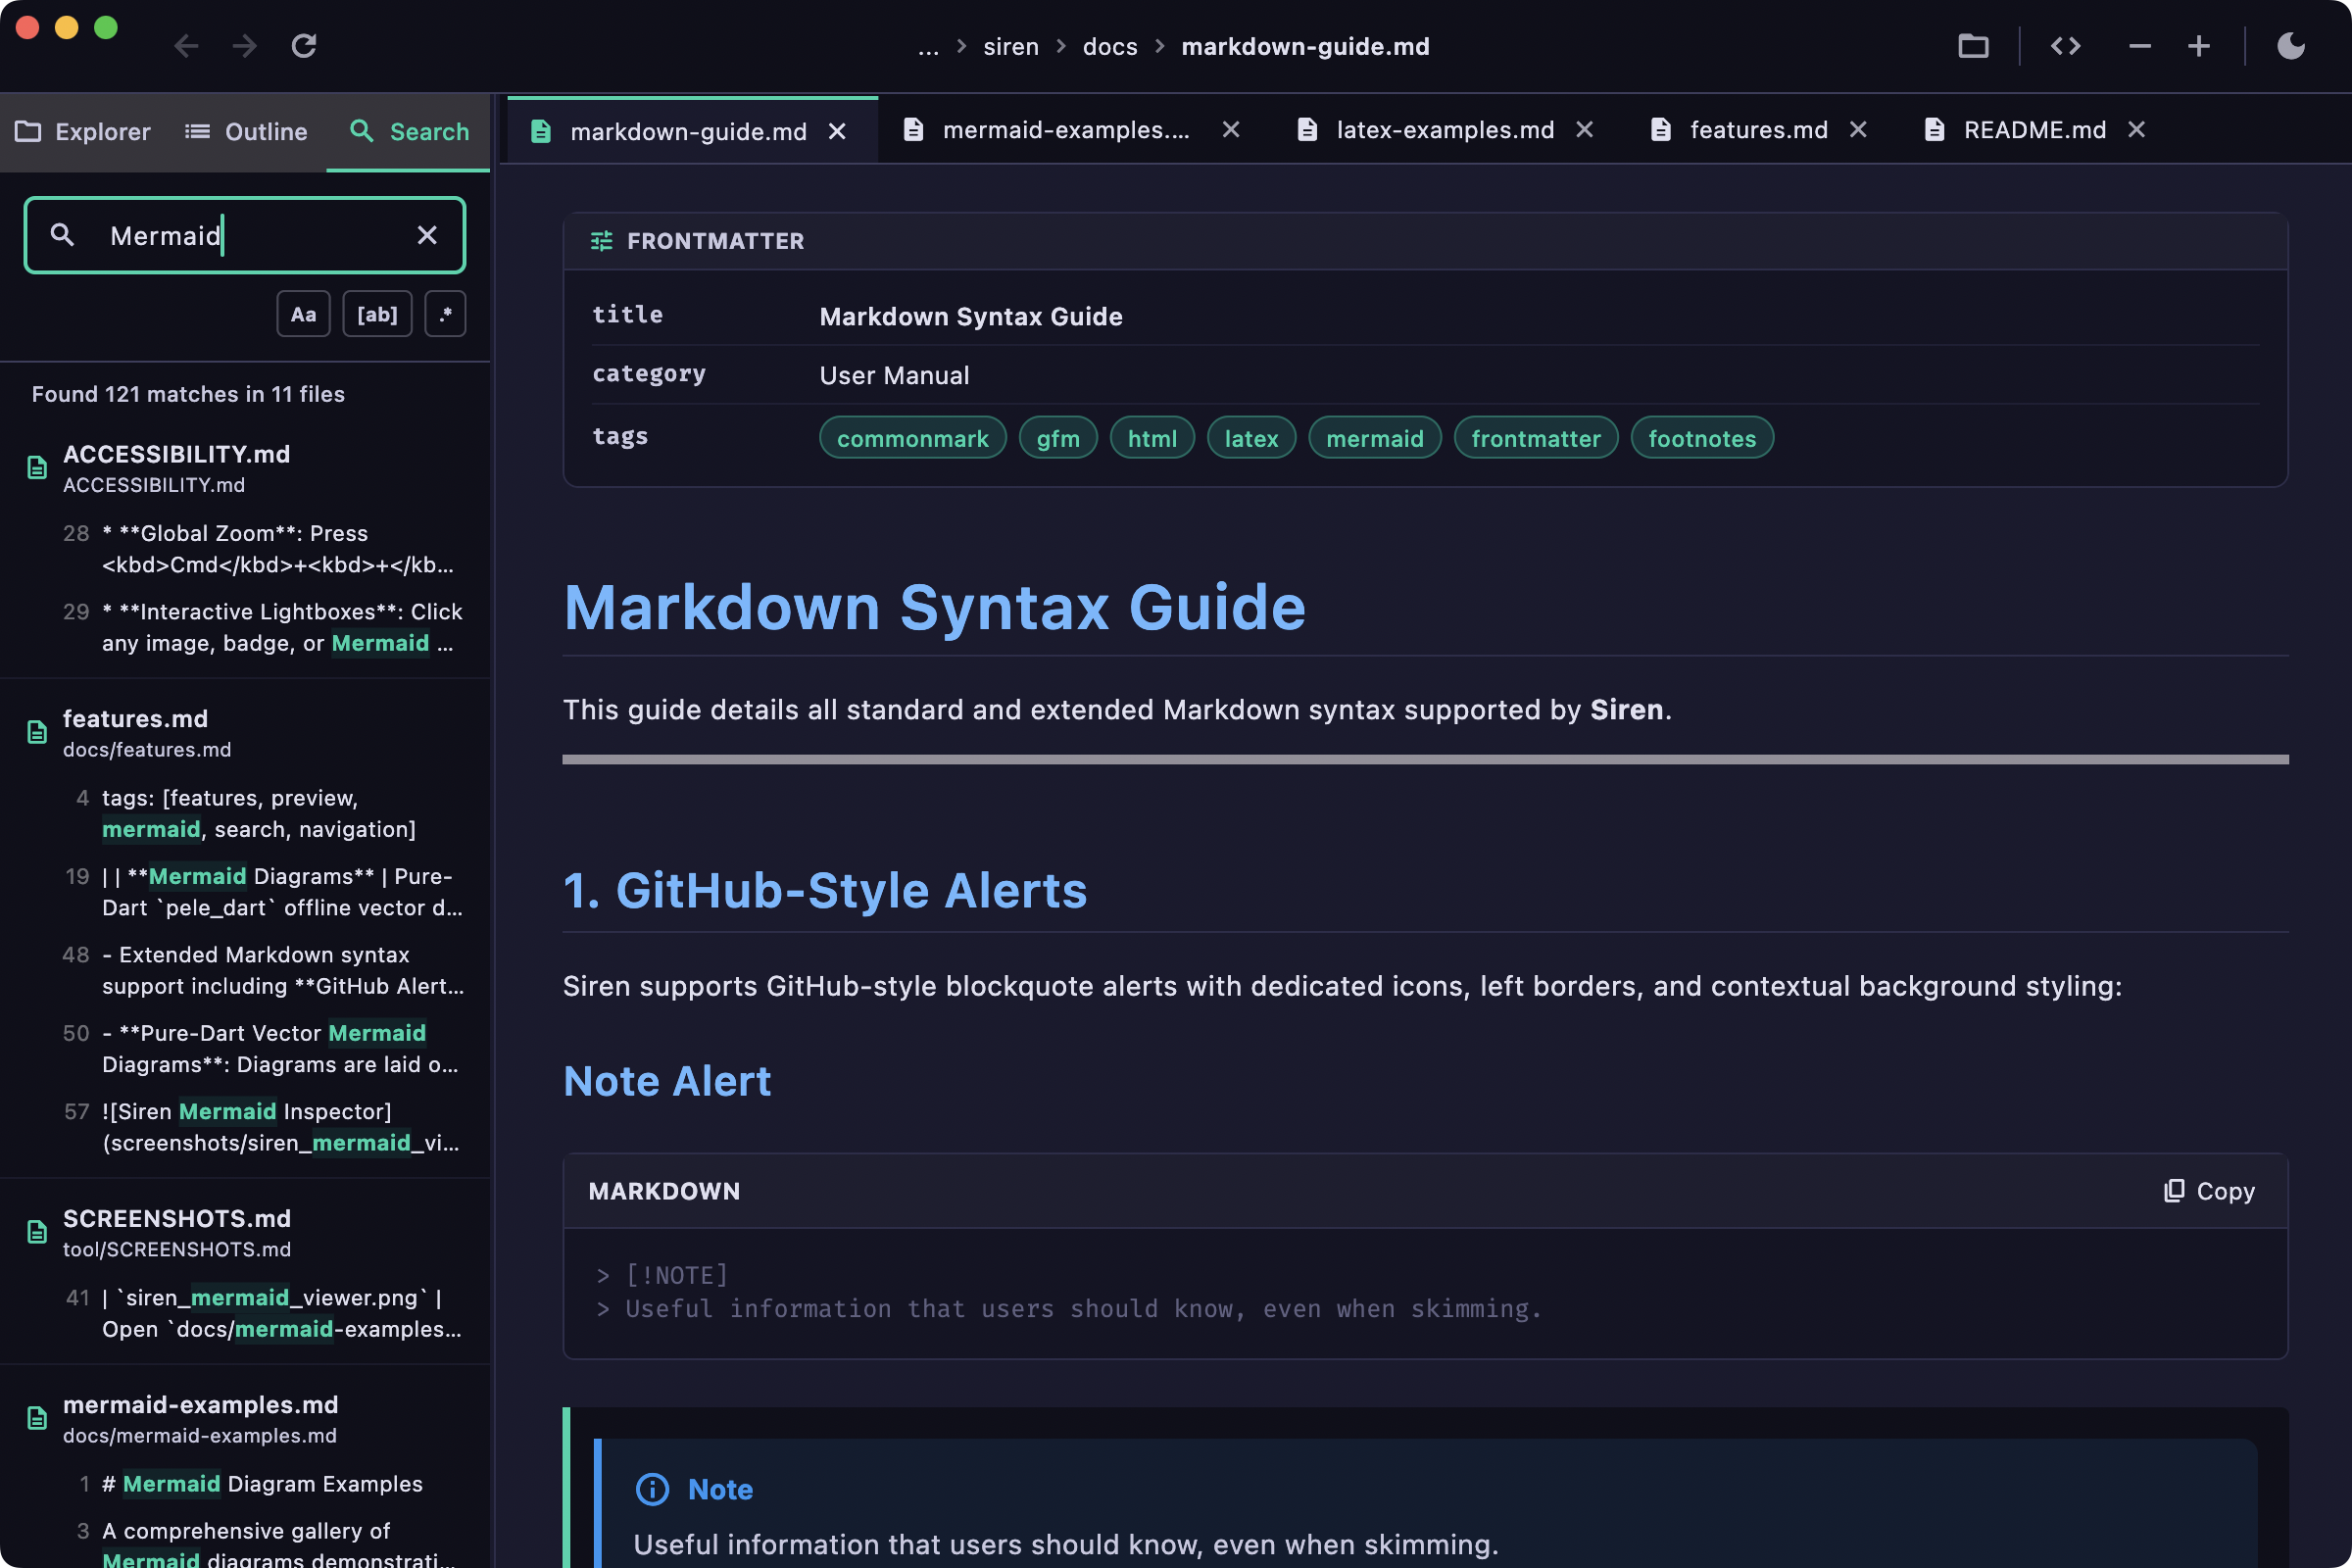 ... > siren > docs > markdown-guide.md
Explorer
Outline
Search
Mermaid
Aa
[ab]
.*
Found 121 matches in 11 files
ACCESSIBILITY.md
ACCESSIBILITY.md
28 * **Global Zoom**: Press
<kbd>Cmd</kbd>+<kbd>+</kb...
29 * **Interactive Lightboxes**: Click
any image, badge, or Mermaid ...
features.md
docs/features.md
4 tags: [features, preview,
mermaid, search, navigation]
19 | | **Mermaid Diagrams** | Pure-
Dart `pele_dart` offline vector d...
48 - Extended Markdown syntax
support including **GitHub Alert...
50 - **Pure-Dart Vector Mermaid
Diagrams**: Diagrams are laid o...
57 ![Siren Mermaid Inspector]
(screenshots/siren_mermaid_vi...
SCREENSHOTS.md
tool/SCREENSHOTS.md
41 | `siren_mermaid_viewer.png` |
Open `docs/mermaid-examples...
mermaid-examples.md
docs/mermaid-examples.md
1 # Mermaid Diagram Examples
3 A comprehensive gallery of
Mermaid diagrams demonstrati...
markdown-guide.md
mermaid-examples....
latex-examples.md
features.md
README.md
FRONTMATTER
title Markdown Syntax Guide
category User Manual
tags commonmark gfm html latex mermaid frontmatter footnotes
Markdown Syntax Guide
This guide details all standard and extended Markdown syntax supported by Siren.
1. GitHub-Style Alerts
Siren supports GitHub-style blockquote alerts with dedicated icons, left borders, and contextual background styling:
Note Alert
MARKDOWN
Copy
> [!NOTE]
> Useful information that users should know, even when skimming.
Note
Useful information that users should know, even when skimming.